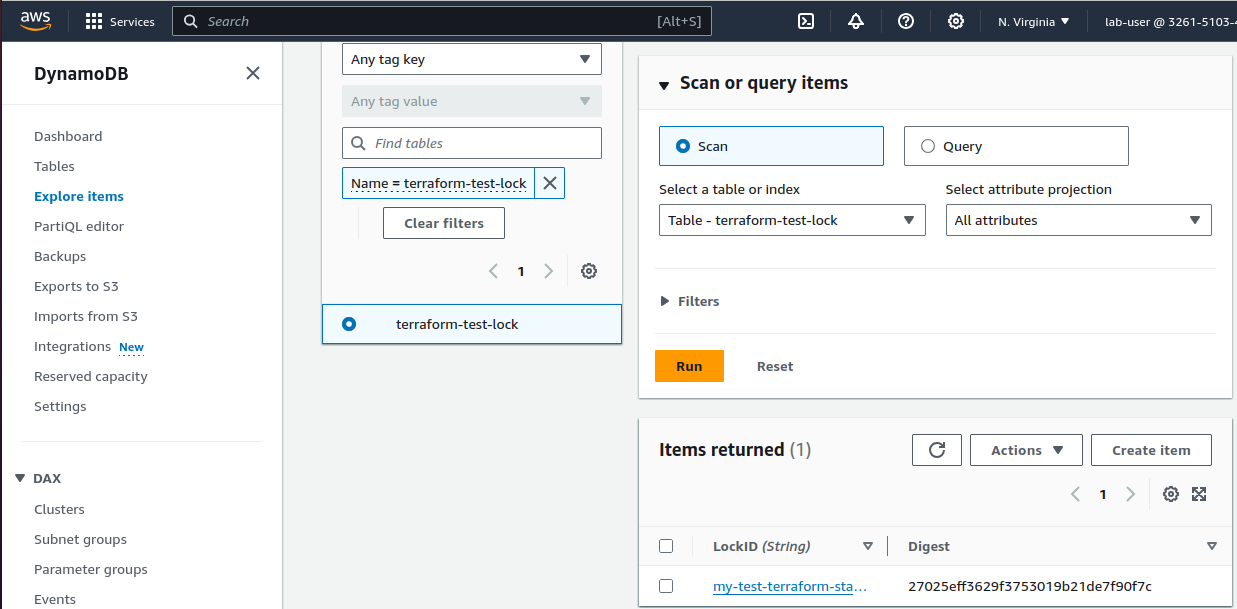 aws
Services
Search
[Alt+S]
N. Virginia
lab-user @ 3261-5103-
DynamoDB
Dashboard
Tables
Explore items
PartiQL editor
Backups
Exports to S3
Imports from S3
Integrations New
Reserved capacity
Settings
DAX
Clusters
Subnet groups
Parameter groups
Events
Any tag key
Any tag value
Find tables
Name = terraform-test-lock
Clear filters
1
terraform-test-lock
Scan or query items
Scan
Query
Select a table or index
Select attribute projection
Table - terraform-test-lock
All attributes
Filters
Run
Reset
Items returned (1)
Actions
Create item
1
LockID (String)
Digest
my-test-terraform-sta...
27025eff3629f3753019b21de7f90f7c